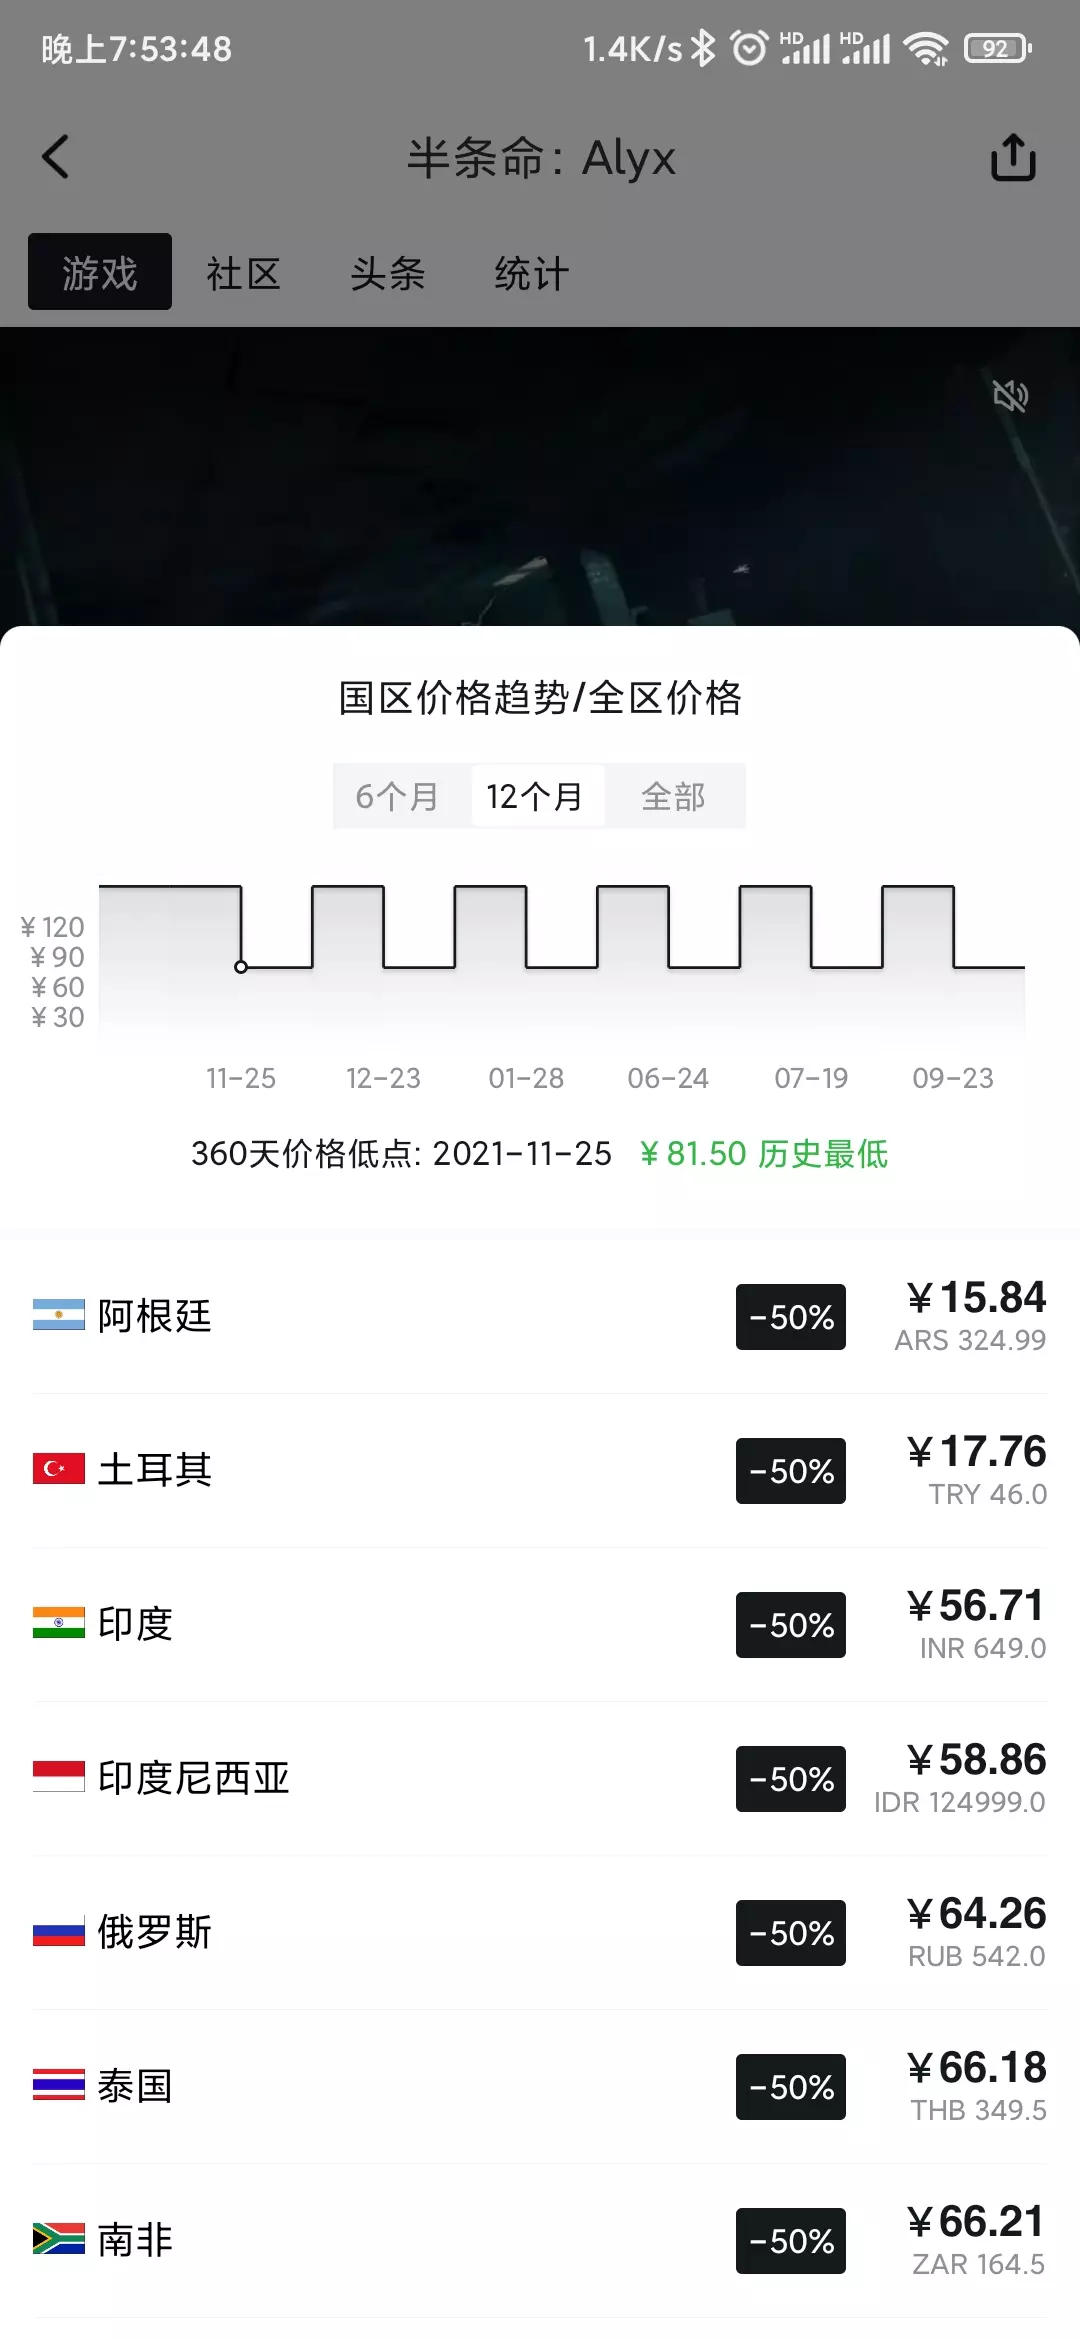 晚上7:53:48 1.4K/s HD HD 92
半条命：Alyx
游戏 社区 头条 统计
国区价格趋势/全区价格
6个月 12个月 全部
¥120
¥90
¥60
¥30
11-25 12-23 01-28 06-24 07-19 09-23
360天价格低点: 2021-11-25 ¥81.50 历史最低
阿根廷 -50% ¥15.84
ARS 324.99
土耳其 -50% ¥17.76
TRY 46.0
印度 -50% ¥56.71
INR 649.0
印度尼西亚 -50% ¥58.86
IDR 124999.0
俄罗斯 -50% ¥64.26
RUB 542.0
泰国 -50% ¥66.18
THB 349.5
南非 -50% ¥66.21
ZAR 164.5